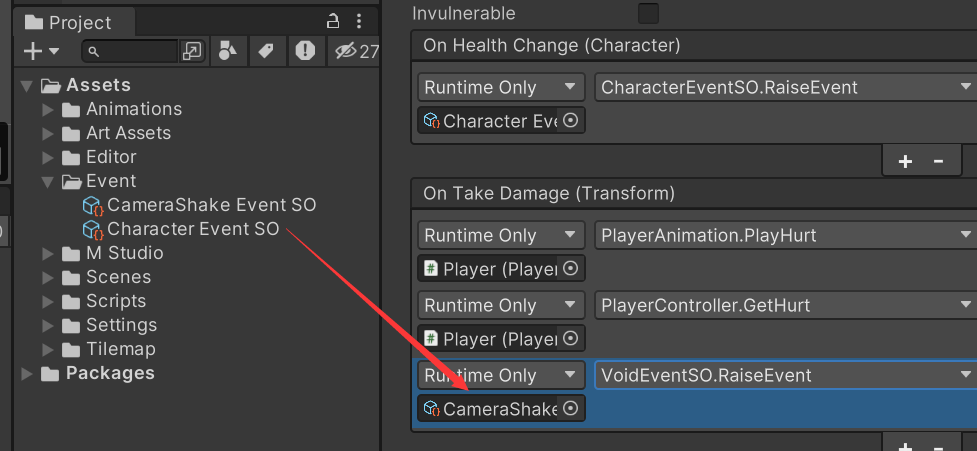 Project
27
Assets
Animations
Art Assets
Editor
Event
CameraShake Event SO
Character Event SO
M Studio
Scenes
Scripts
Settings
Tilemap
Packages
Invulnerable
On Health Change (Character)
Runtime Only CharacterEventSO.RaiseEvent
Character Eve
On Take Damage (Transform)
Runtime Only PlayerAnimation.PlayHurt
Player (Player
Runtime Only PlayerController.GetHurt
Player (Player
Runtime Only VoidEventSO.RaiseEvent
CameraShake